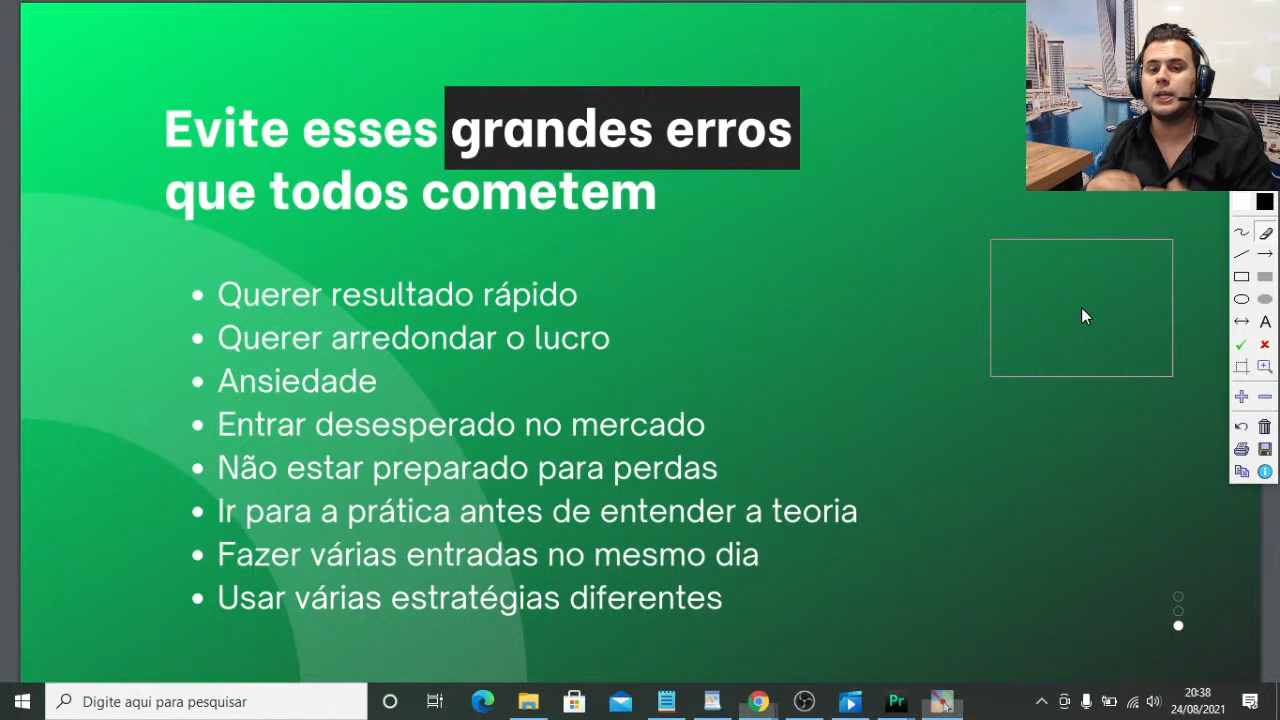 Evite esses grandes erros
que todos cometem
• Querer resultado rápido
• Querer arredondar o lucro
• Ansiedade
• Entrar desesperado no mercado
• Não estar preparado para perdas
• Ir para a prática antes de entender a teoria
• Fazer várias entradas no mesmo dia
• Usar várias estratégias diferentes
A
Digite aqui para pesquisar
Pr
20:38
24/08/2021